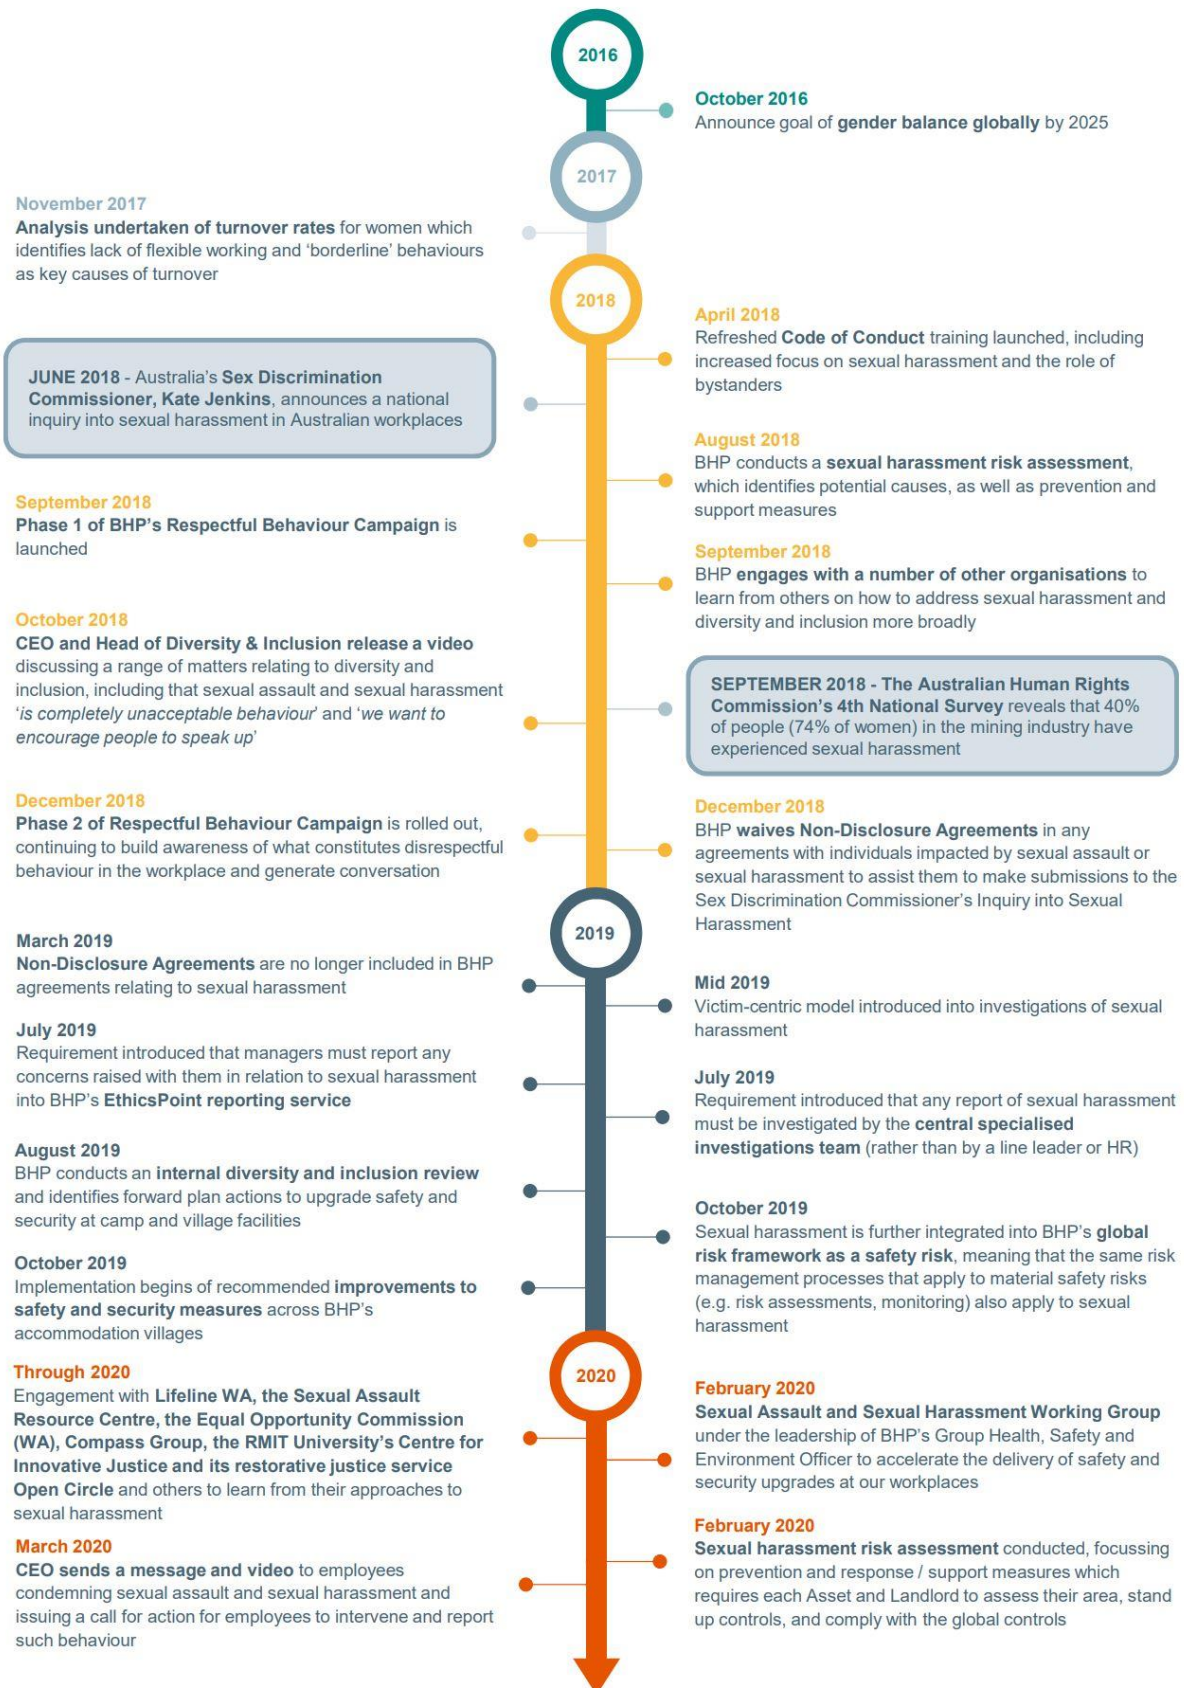 2016
October 2016
Announce goal of gender balance globally by 2025
2017
November 2017
Analysis undertaken of turnover rates for women which
identifies lack of flexible working and ‘borderline’ behaviours
as key causes of turnover
2018
April 2018
Refreshed Code of Conduct training launched, including
increased focus on sexual harassment and the role of
bystanders
JUNE 2018 - Australia’s Sex Discrimination
Commissioner, Kate Jenkins, announces a national
inquiry into sexual harassment in Australian workplaces
August 2018
BHP conducts a sexual harassment risk assessment,
which identifies potential causes, as well as prevention and
support measures
September 2018
Phase 1 of BHP’s Respectful Behaviour Campaign is
launched
September 2018
BHP engages with a number of other organisations to
learn from others on how to address sexual harassment and
diversity and inclusion more broadly
October 2018
CEO and Head of Diversity & Inclusion release a video
discussing a range of matters relating to diversity and
inclusion, including that sexual assault and sexual harassment
‘is completely unacceptable behaviour’ and ‘we want to
encourage people to speak up’
SEPTEMBER 2018 - The Australian Human Rights
Commission’s 4th National Survey reveals that 40%
of people (74% of women) in the mining industry have
experienced sexual harassment
December 2018
Phase 2 of Respectful Behaviour Campaign is rolled out,
continuing to build awareness of what constitutes disrespectful
behaviour in the workplace and generate conversation
December 2018
BHP waives Non-Disclosure Agreements in any
agreements with individuals impacted by sexual assault or
sexual harassment to assist them to make submissions to the
Sex Discrimination Commissioner’s Inquiry into Sexual
Harassment
2019
March 2019
Non-Disclosure Agreements are no longer included in BHP
agreements relating to sexual harassment
Mid 2019
Victim-centric model introduced into investigations of sexual
harassment
July 2019
Requirement introduced that managers must report any
concerns raised with them in relation to sexual harassment
into BHP’s EthicsPoint reporting service
July 2019
Requirement introduced that any report of sexual harassment
must be investigated by the central specialised
investigations team (rather than by a line leader or HR)
August 2019
BHP conducts an internal diversity and inclusion review
and identifies forward plan actions to upgrade safety and
security at camp and village facilities
October 2019
Sexual harassment is further integrated into BHP’s global
risk framework as a safety risk, meaning that the same risk
management processes that apply to material safety risks
(e.g. risk assessments, monitoring) also apply to sexual
harassment
October 2019
Implementation begins of recommended improvements to
safety and security measures across BHP’s
accommodation villages
2020
Through 2020
Engagement with Lifeline WA, the Sexual Assault
Resource Centre, the Equal Opportunity Commission
(WA), Compass Group, the RMIT University’s Centre for
Innovative Justice and its restorative justice service
Open Circle and others to learn from their approaches to
sexual harassment
February 2020
Sexual Assault and Sexual Harassment Working Group
under the leadership of BHP’s Group Health, Safety and
Environment Officer to accelerate the delivery of safety and
security upgrades at our workplaces
February 2020
Sexual harassment risk assessment conducted, focussing
on prevention and response / support measures which
requires each Asset and Landlord to assess their area, stand
up controls, and comply with the global controls
March 2020
CEO sends a message and video to employees
condemning sexual assault and sexual harassment and
issuing a call for action for employees to intervene and report
such behaviour